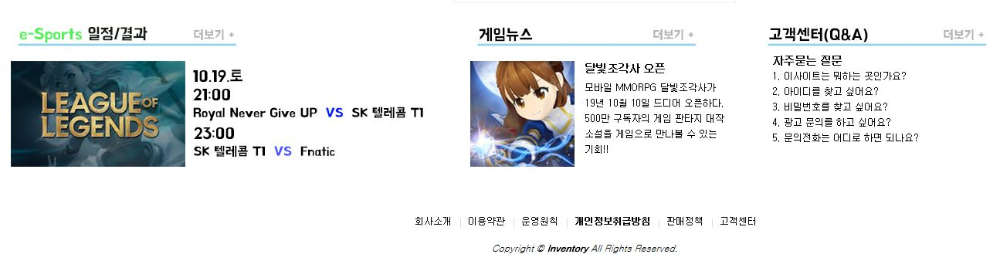 e-Sports 일정/결과
더보기 +
LEAGUE OF
LEGENDS
10.19.토
21:00
Royal Never Give UP VS SK 텔레콤 T1
23:00
SK 텔레콤 T1 VS Fnatic
게임뉴스
더보기 +
달빛조각사 오픈
모바일 MMORPG 달빛조각사가
19년 10월 10일 드디어 오픈하다.
500만 구독자의 게임 판타지 대작
소설을 게임으로 만나볼 수 있는
기회!!
고객센터(Q&A)
더보기 +
자주묻는 질문
1. 이사이트는 뭐하는 곳인가요?
2. 아이디를 찾고 싶어요?
3. 비밀번호를 찾고 싶어요?
4. 광고 문의를 하고 싶어요?
5. 문의전화는 어디로 하면 되나요?
회사소개 | 이용약관 | 운영원칙 | 개인정보취급방침 | 판매정책 | 고객센터
Copyright © Inventory All Rights Reserved.